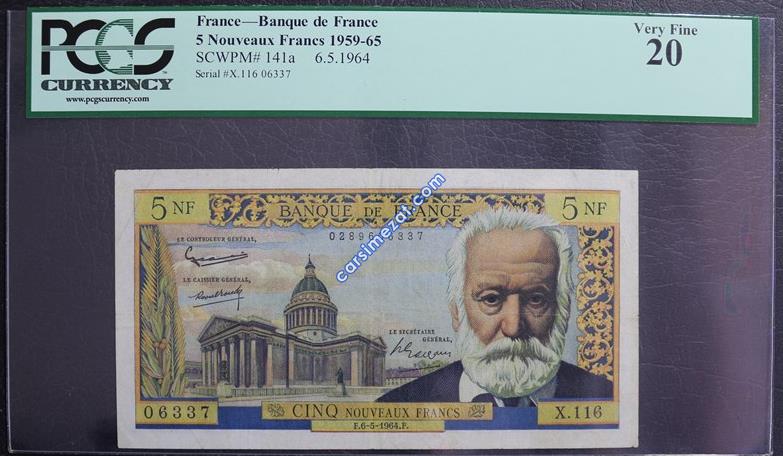 PCGS
CURRENCY
www.pcgscurrency.com
France—Banque de France
5 Nouveaux Francs 1959-65
SCWPM# 141a 6.5.1964
Serial #X.116 06337
Very Fine
20
5 NF
BANQUE DE FRANCE
5 NF
LE CONTROLEUR GÉNÉRAL,
LE CAISSIER GÉNÉRAL,
LE SECRÉTAIRE
GÉNÉRAL,
carsimezat.com
06337
CINQ NOUVEAUX FRANCS
X.116
F.6-5-1964.F.